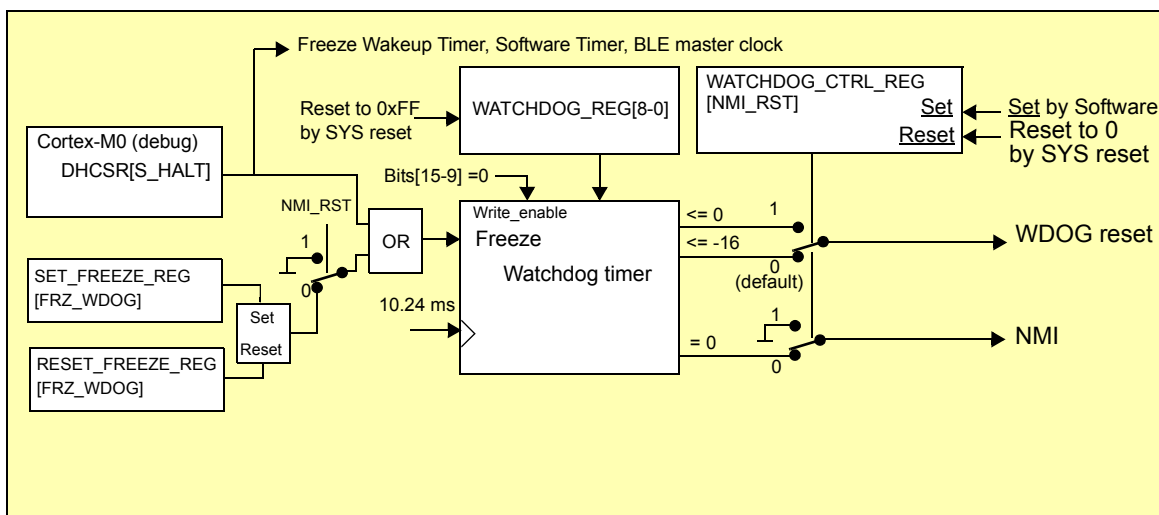 Freeze Wakeup Timer, Software Timer, BLE master clock
WATCHDOG_CTRL_REG
[NMI_RST]
Set
Reset
Set by Software
Reset to 0
by SYS reset
Reset to 0xFF
by SYS reset
WATCHDOG_REG[8-0]
Cortex-M0 (debug)
DHCSR[S_HALT]
Bits[15-9] =0
NMI_RST
1
0
OR
Write_enable
Freeze
Watchdog timer
<= 0
<= -16
1
0
(default)
WDOG reset
SET_FREEZE_REG
[FRZ_WDOG]
Set
Reset
10.24 ms
RESET_FREEZE_REG
[FRZ_WDOG]
= 0
1
0
NMI